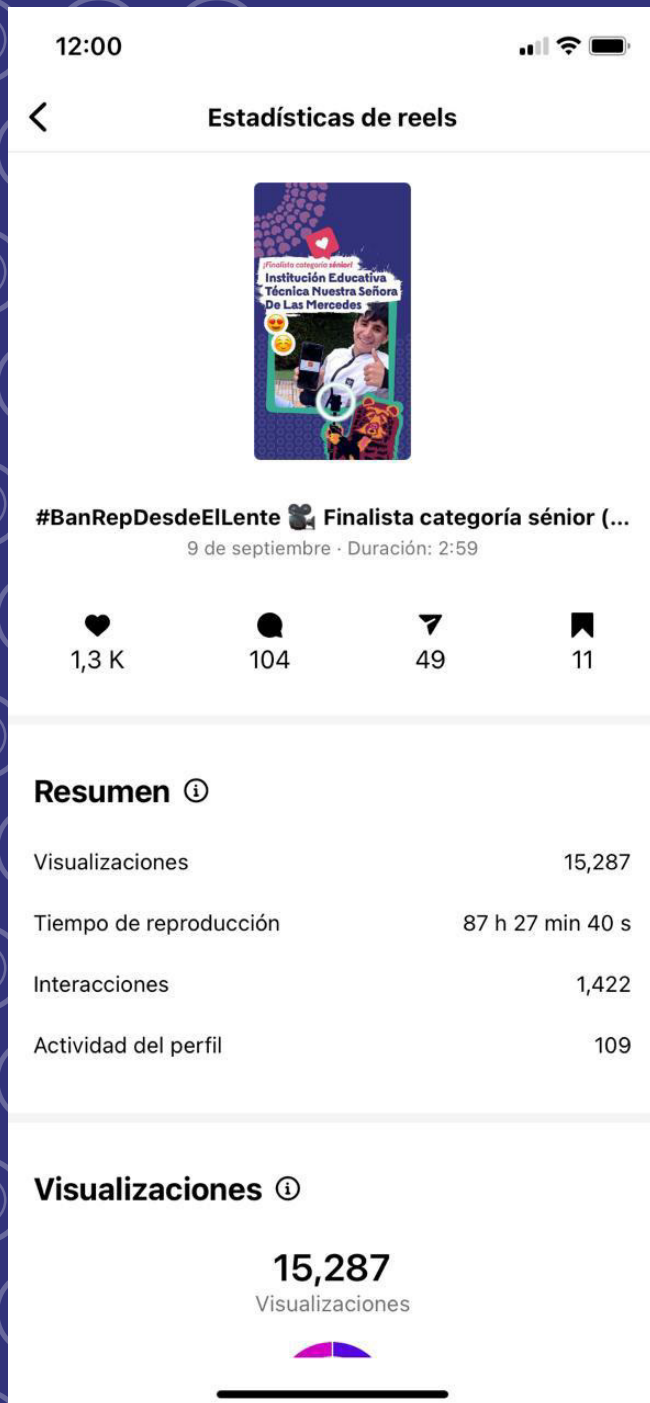 12:00
Estadísticas de reels
¡Finalista categoría sénior!
Institución Educativa
Técnica Nuestra Señora
De Las Mercedes
#BanRepDesdeElLente 🎥 Finalista categoría sénior (...
9 de septiembre · Duración: 2:59
1,3 K 104 49 11
Resumen
Visualizaciones 15,287
Tiempo de reproducción 87 h 27 min 40 s
Interacciones 1,422
Actividad del perfil 109
Visualizaciones
15,287
Visualizaciones